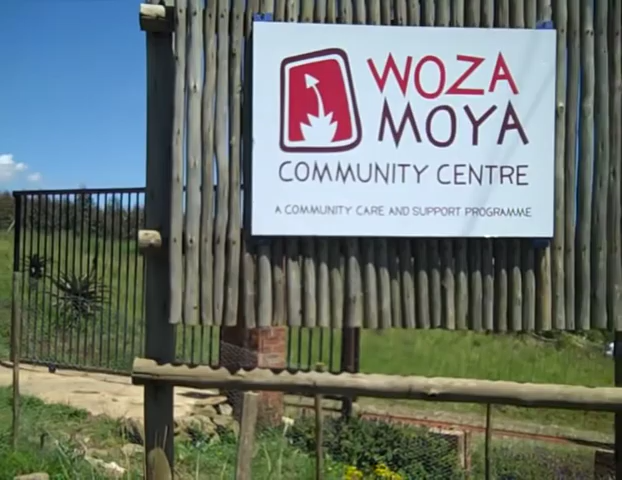 WOZA
MOYA
COMMUNITY CENTRE
A COMMUNITY CARE AND SUPPORT PROGRAMME